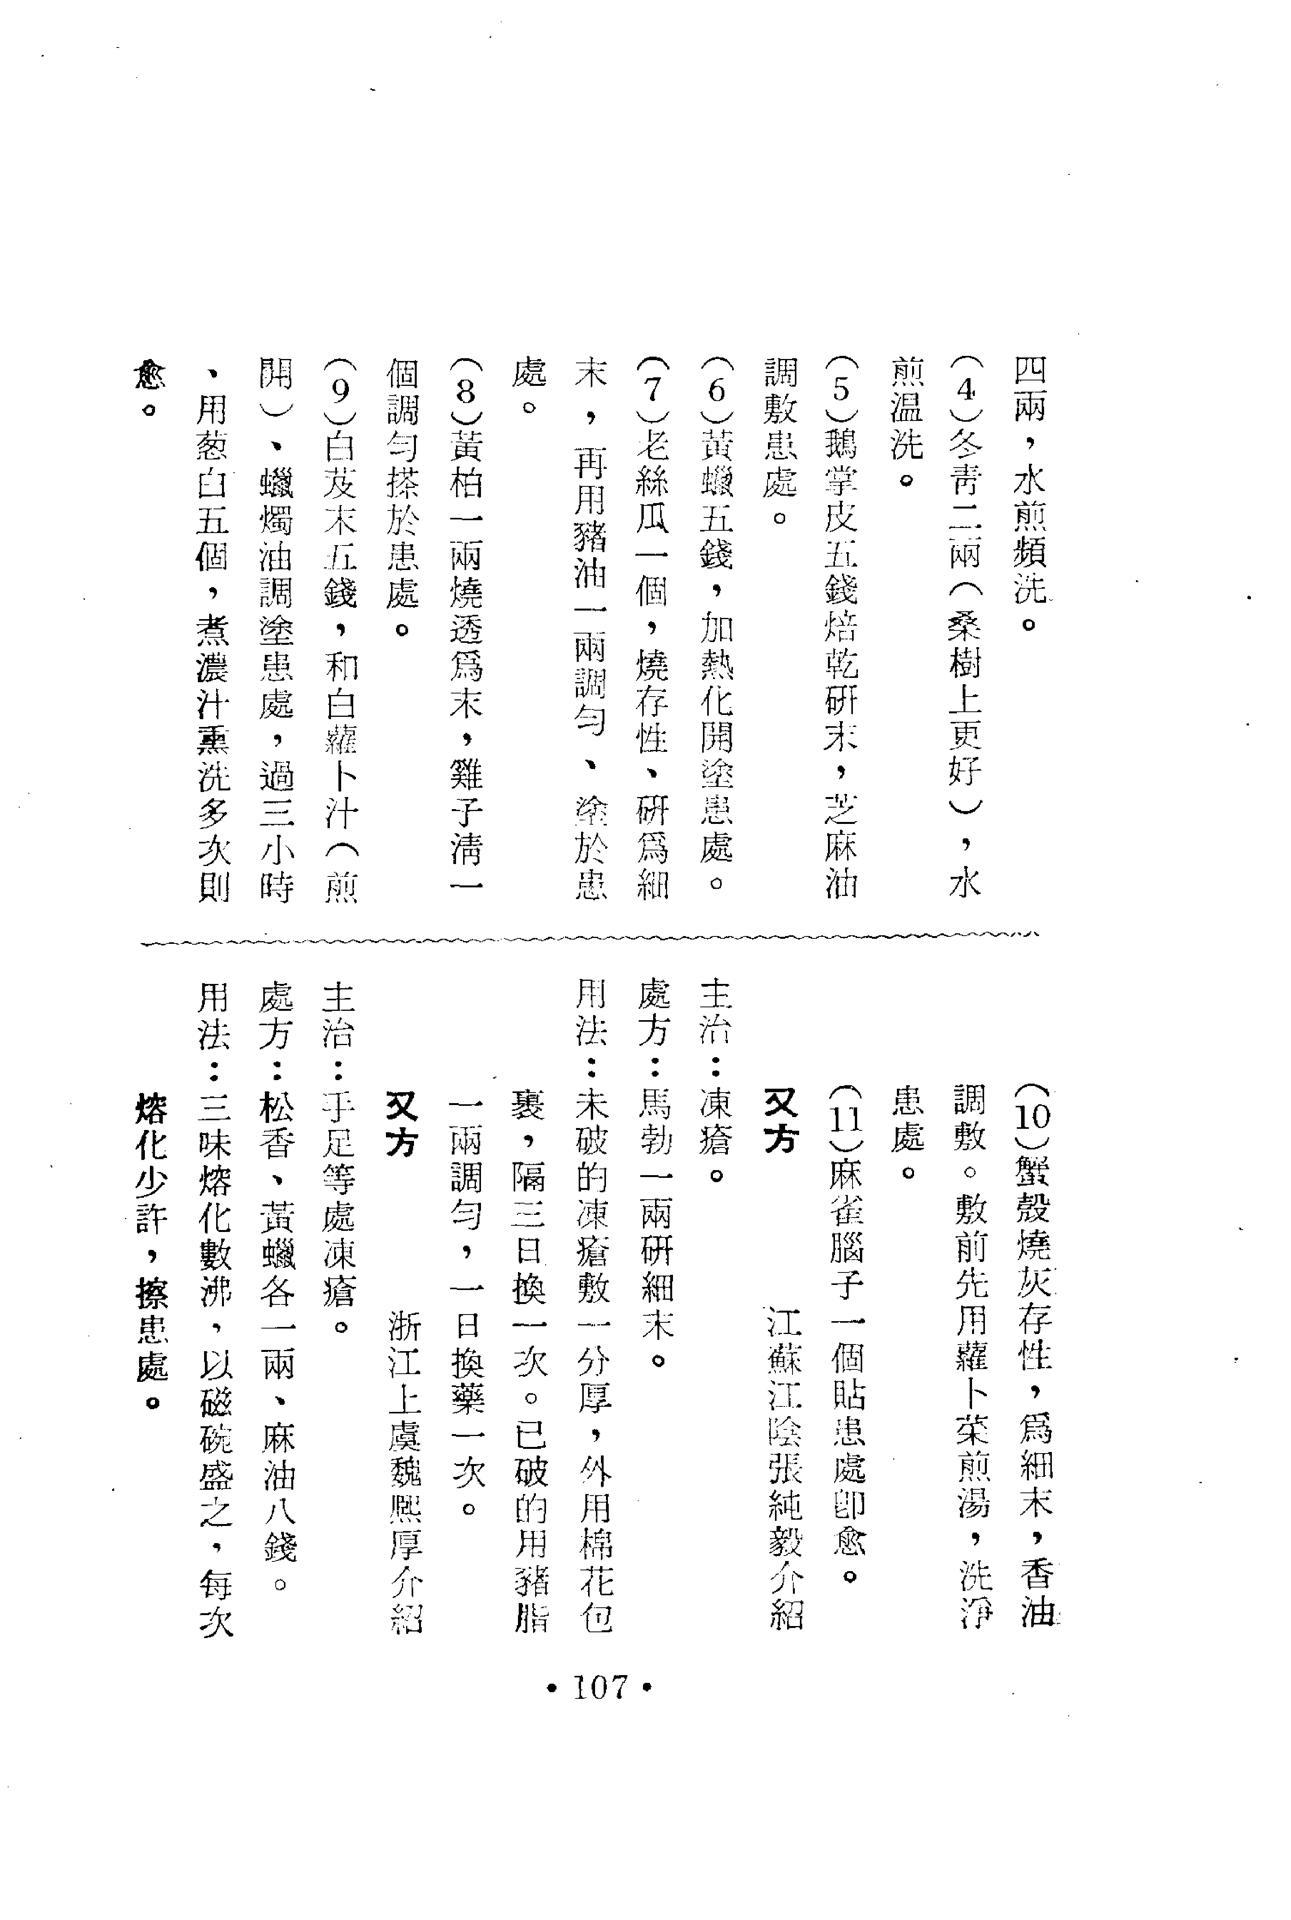 四兩，水煎頻洗。
（4）冬靑二兩（桑樹上更好），水
煎温洗。
（5）鵝掌皮五錢焙乾硏末，芝麻油
調敷患處。
（6）黃蠟五錢，加熱化開塗患處。
（7）老絲瓜一個，燒存性、硏爲細
末，再用豬油一兩調勻、塗於患
處。
（8）黃柏一兩燒透爲末，雞子淸一
個調勻搽於患處。
（9）白芨末五錢，和白蘿卜汁（煎
開）、蠟燭油調塗患處，過三小時
、用葱白五個，煮濃汁熏洗多次則
愈。
（10）蟹殼燒灰存性，爲細末，香油
調敷。敷前先用蘿卜菜煎湯，洗淨
患處。
（11）麻雀腦子一個貼患處卽愈。
又方　　　　江蘇江陰張純毅介紹
主治：凍瘡。
處方：馬勃一兩研細末。
用法：未破的凍瘡敷一分厚，外用棉花包
裹，隔三日換一次。已破的用豬脂
一兩調勻，一日換藥一次。
又方　　　　浙江上虞魏熙厚介紹
主治：手足等處凍瘡。
處方：松香、黃蠟各一兩、麻油八錢。
用法：三味熔化數沸，以磁碗盛之，每次
熔化少許，擦患處。
•107•